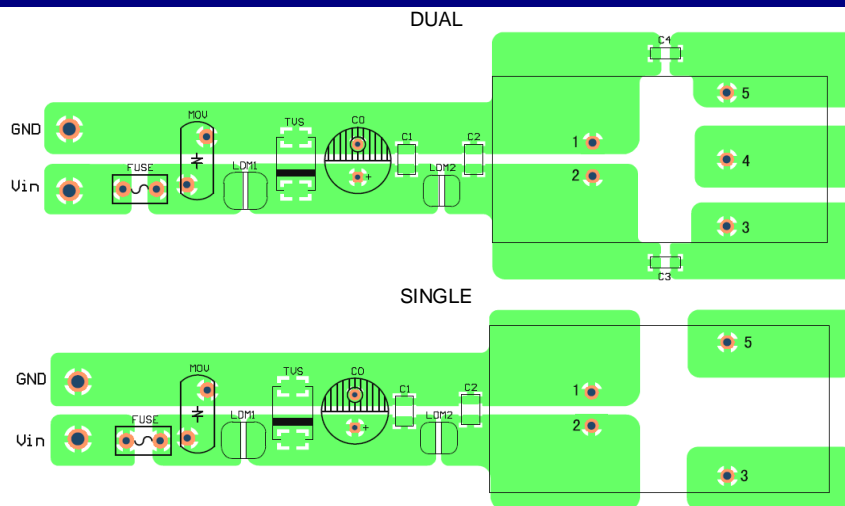 DUAL
C4
5
MOV
TVS
C0
C1
C2
GND
1
4
FUSE
LDM1
LDM2
Vin
2
+
3
C3
SINGLE
5
MOV
TVS
C0
C1
C2
GND
1
FUSE
LDM1
LDM2
Vin
2
+
3